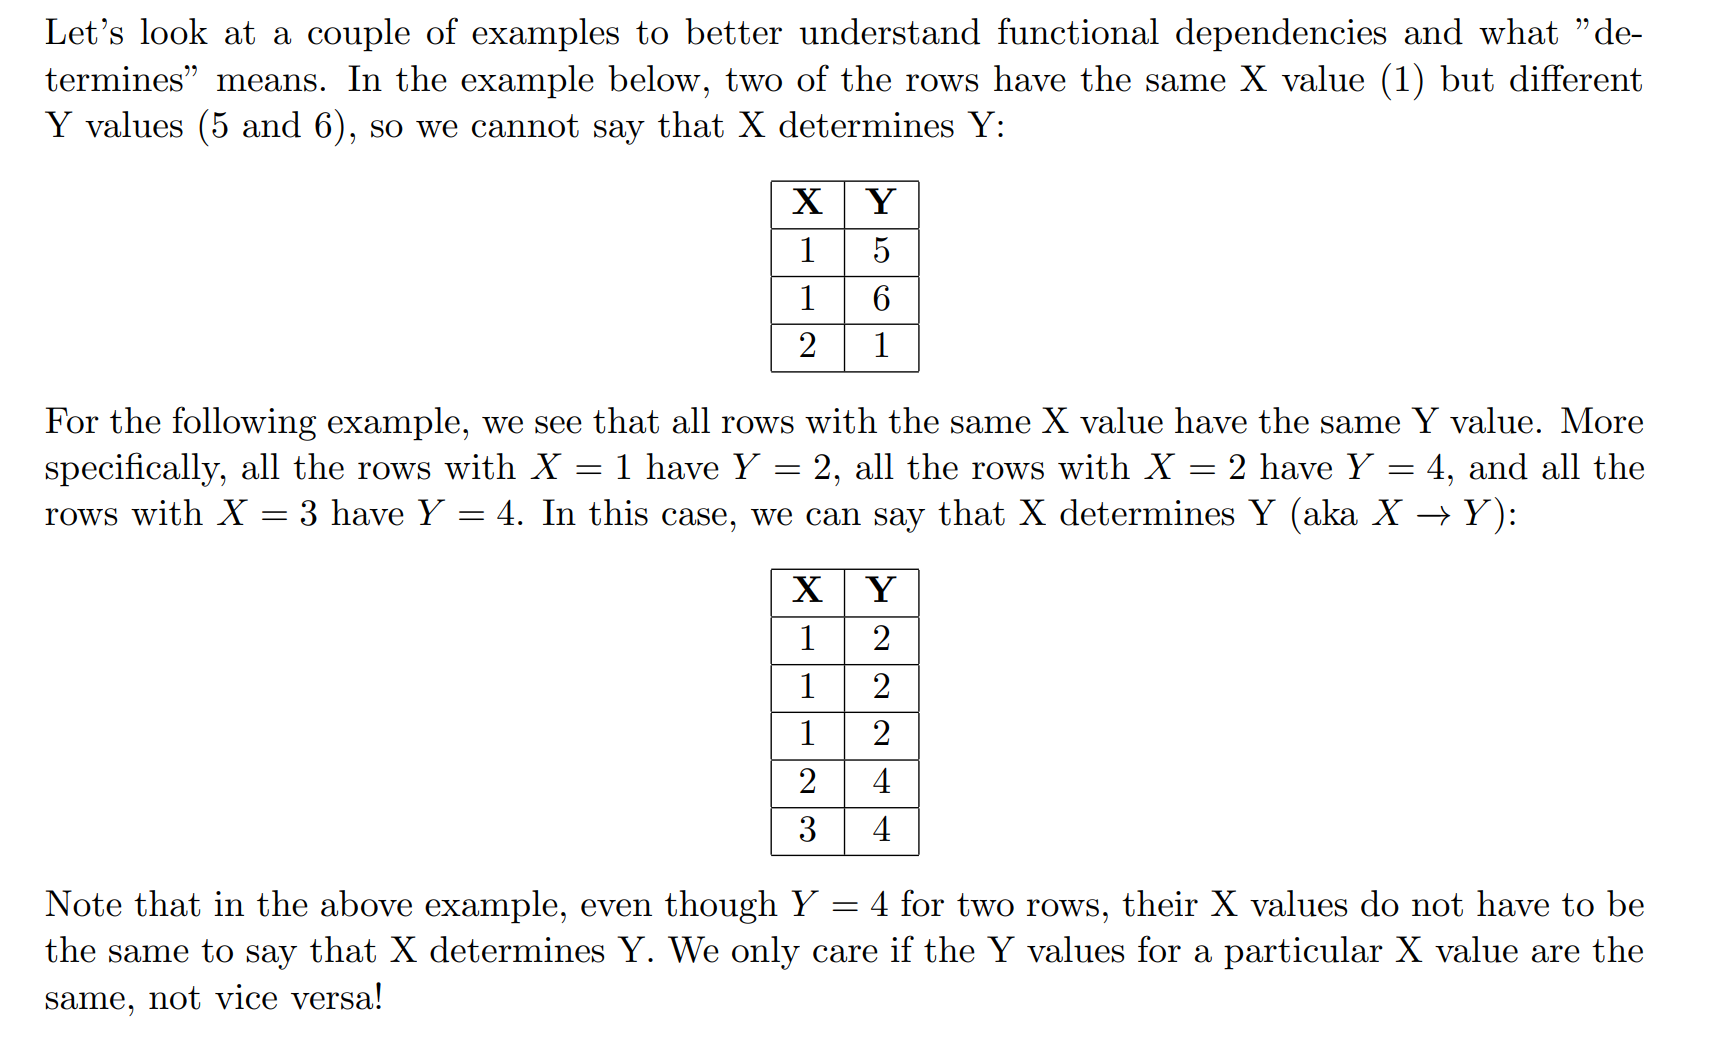 Let’s look at a couple of examples to better understand functional dependencies and what ”de-
termines” means. In the example below, two of the rows have the same X value (1) but different
Y values (5 and 6), so we cannot say that X determines Y:
X Y
1 5
1 6
2 1
For the following example, we see that all rows with the same X value have the same Y value. More
specifically, all the rows with X = 1 have Y = 2, all the rows with X = 2 have Y = 4, and all the
rows with X = 3 have Y = 4. In this case, we can say that X determines Y (aka X → Y):
X Y
1 2
1 2
1 2
2 4
3 4
Note that in the above example, even though Y = 4 for two rows, their X values do not have to be
the same to say that X determines Y. We only care if the Y values for a particular X value are the
same, not vice versa!